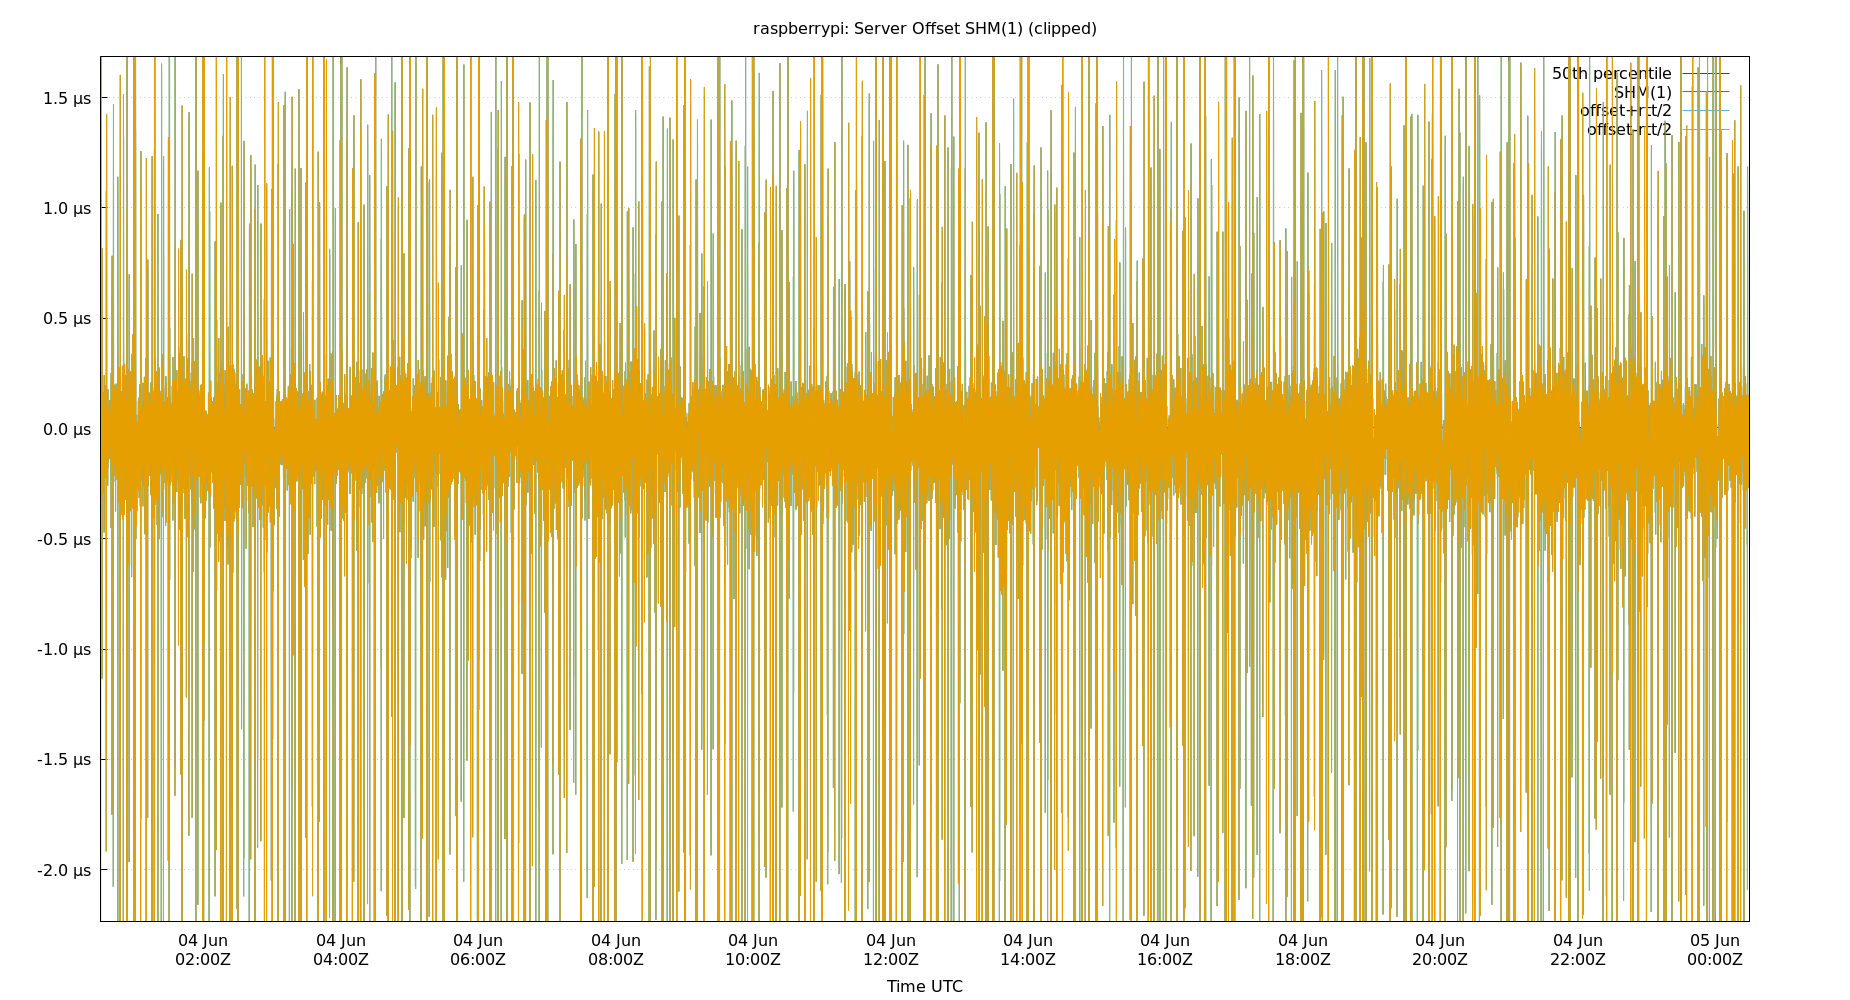 raspberrypi: Server Offset SHM(1) (clipped)
50th percentile
SHM(1)
offset+rtt/2
offset-rtt/2
1.5 µs
1.0 µs
0.5 µs
0.0 µs
-0.5 µs
-1.0 µs
-1.5 µs
-2.0 µs
04 Jun 04 Jun 04 Jun 04 Jun 04 Jun 04 Jun 04 Jun 04 Jun 04 Jun 04 Jun 04 Jun 05 Jun
02:00Z 04:00Z 06:00Z 08:00Z 10:00Z 12:00Z 14:00Z 16:00Z 18:00Z 20:00Z 22:00Z 00:00Z
Time UTC